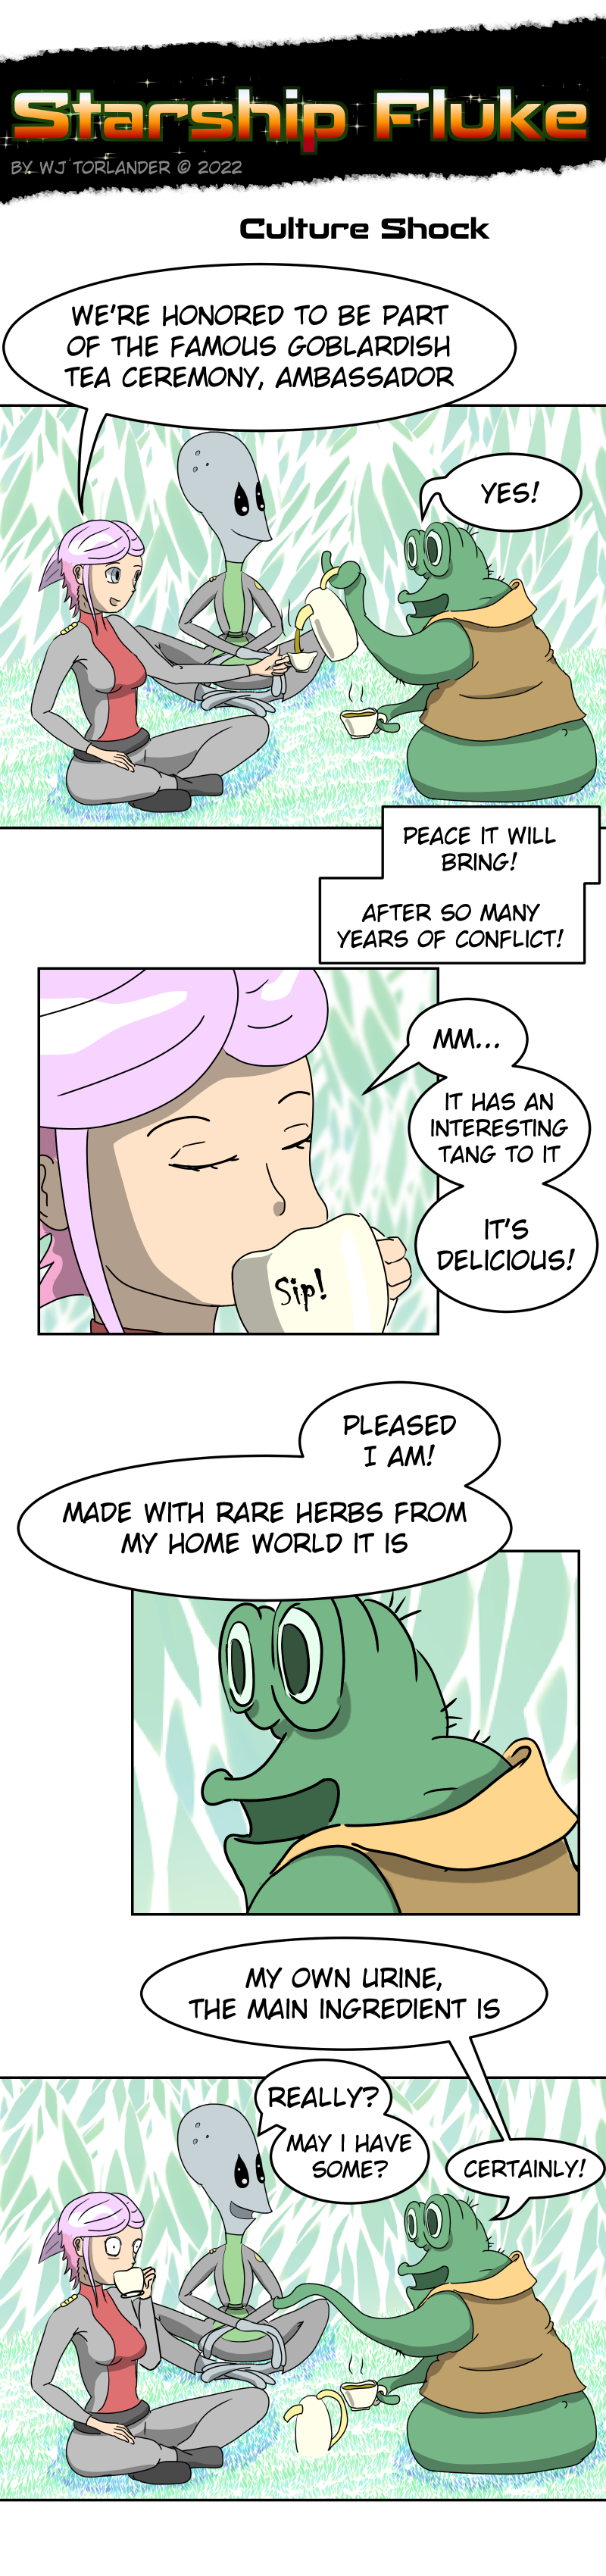 Starship Fluke
BY WJ TORLANDER © 2022
Culture Shock
WE'RE HONORED TO BE PART
OF THE FAMOUS GOBLARDISH
TEA CEREMONY, AMBASSADOR
YES!
PEACE IT WILL
BRING!
AFTER SO MANY
YEARS OF CONFLICT!
MM...
IT HAS AN
INTERESTING
TANG TO IT
IT'S
DELICIOUS!
Sip!
PLEASED
I AM!
MADE WITH RARE HERBS FROM
MY HOME WORLD IT IS
MY OWN URINE,
THE MAIN INGREDIENT IS
REALLY?
MAY I HAVE
SOME?
CERTAINLY!